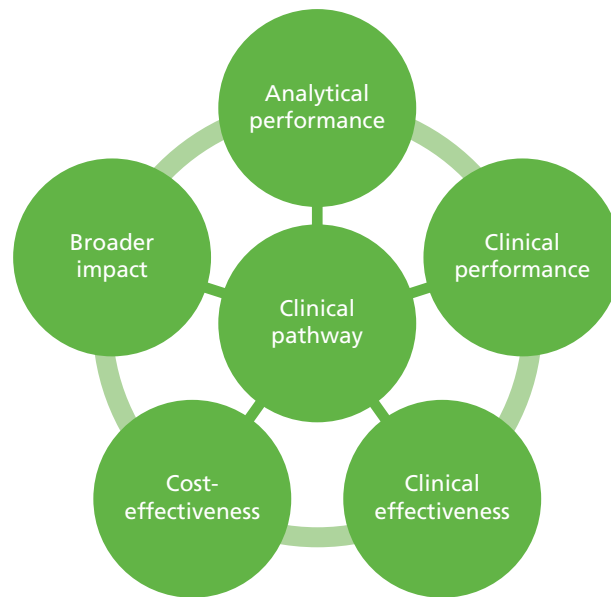 Analytical
performance
Broader
impact
Clinical
performance
Clinical
pathway
Cost-
effectiveness
Clinical
effectiveness